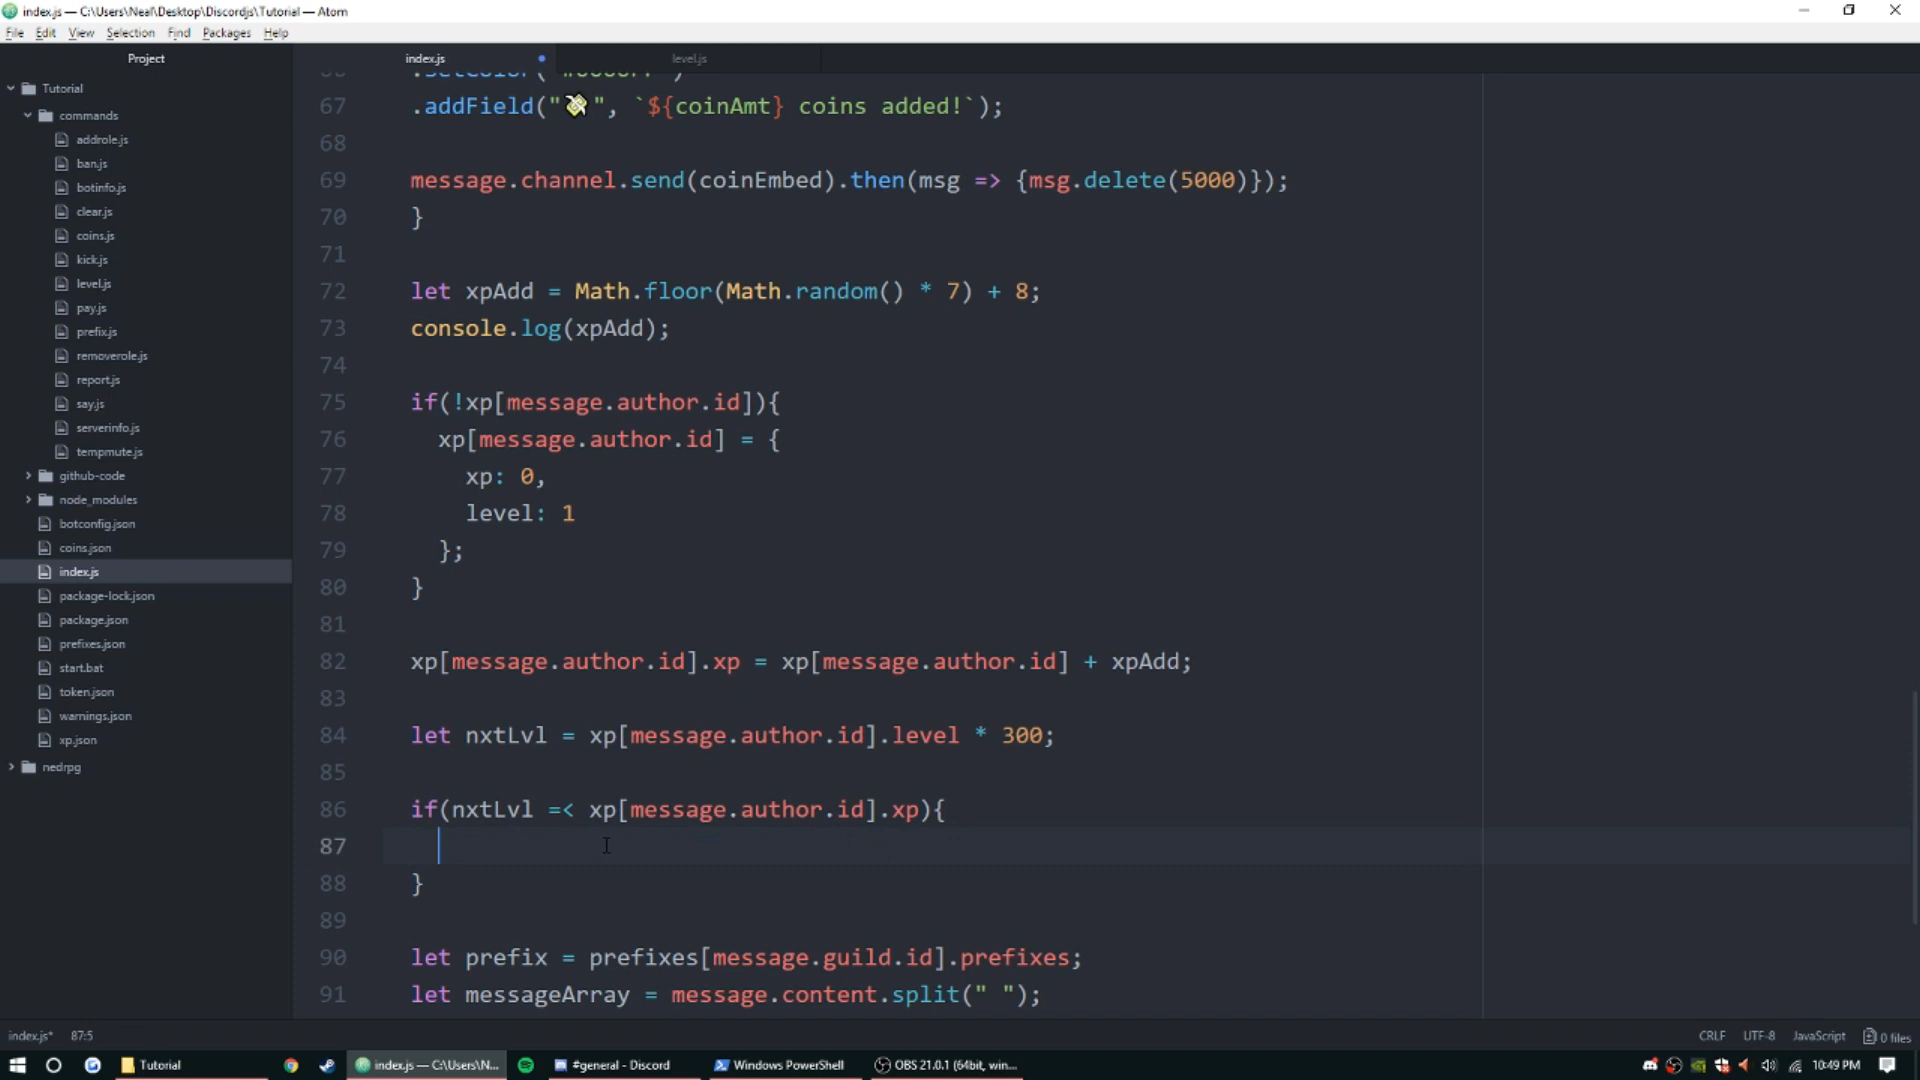 index.js — C:\Users\Neal\Desktop\Discordjs\Tutorial — Atom
File Edit View Selection Find Packages Help
Project
Tutorial
commands
addrole.js
ban.js
botinfo.js
clear.js
coins.js
kick.js
level.js
pay.js
prefix.js
removerole.js
report.js
say.js
serverinfo.js
tempmute.js
github-code
node_modules
botconfig.json
coins.json
index.js
package-lock.json
package.json
prefixes.json
start.bat
token.json
warnings.json
xp.json
nedrpg
index.js level.js
67 .addField("💸", `${coinAmt} coins added!`);
68
69 message.channel.send(coinEmbed).then(msg => {msg.delete(5000)});
70 }
71
72 let xpAdd = Math.floor(Math.random() * 7) + 8;
73 console.log(xpAdd);
74
75 if(!xp[message.author.id]){
76 xp[message.author.id] = {
77 xp: 0,
78 level: 1
79 };
80 }
81
82 xp[message.author.id].xp = xp[message.author.id] + xpAdd;
83
84 let nxtLvl = xp[message.author.id].level * 300;
85
86 if(nxtLvl =< xp[message.author.id].xp){
87
88 }
89
90 let prefix = prefixes[message.guild.id].prefixes;
91 let messageArray = message.content.split(" ");
index.js* 87:5 CRLF UTF-8 JavaScript 0 files
Tutorial index.js — C:\Users\N... #general - Discord Windows PowerShell OBS 21.0.1 (64bit, win... 10:49 PM